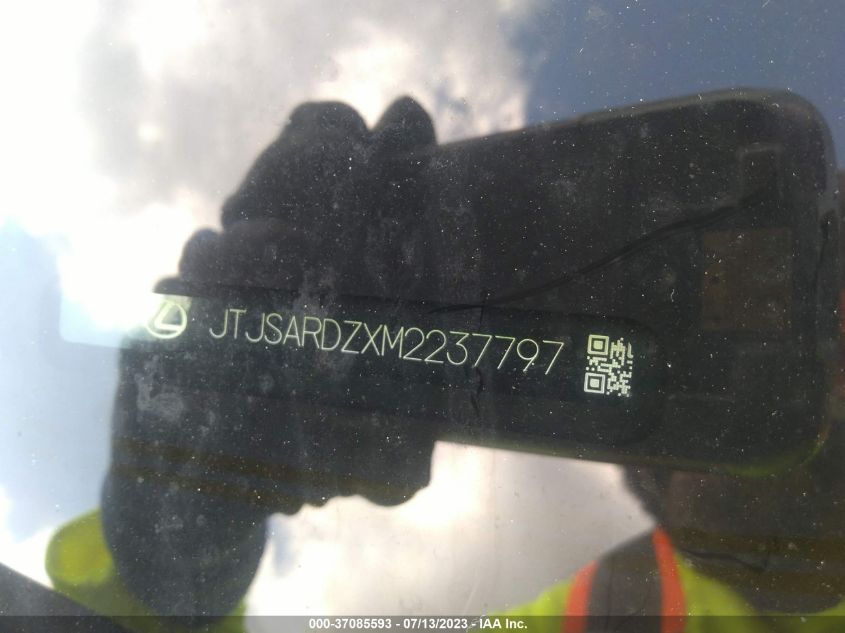 JTJSARDZXM2237797
000-37085593 - 07/13/2023 - IAA Inc.